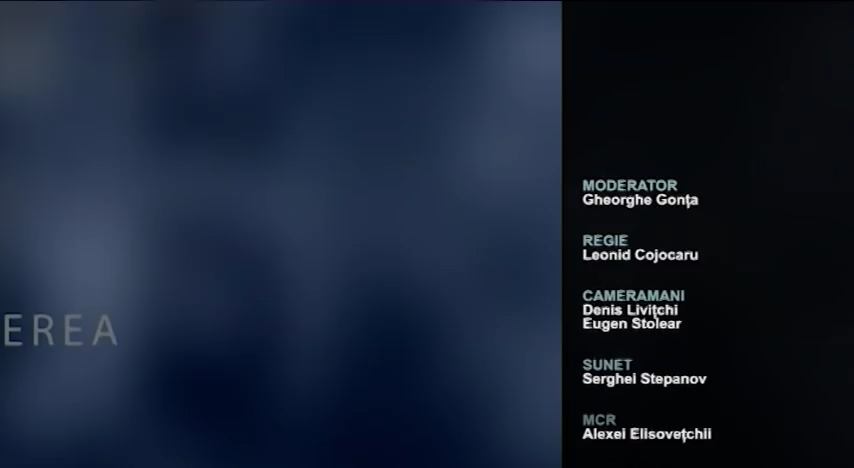 EREA
MODERATOR
Gheorghe Gonța
REGIE
Leonid Cojocaru
CAMERAMANI
Denis Livițchi
Eugen Stolear
SUNET
Serghei Stepanov
MCR
Alexei Elisovețchii